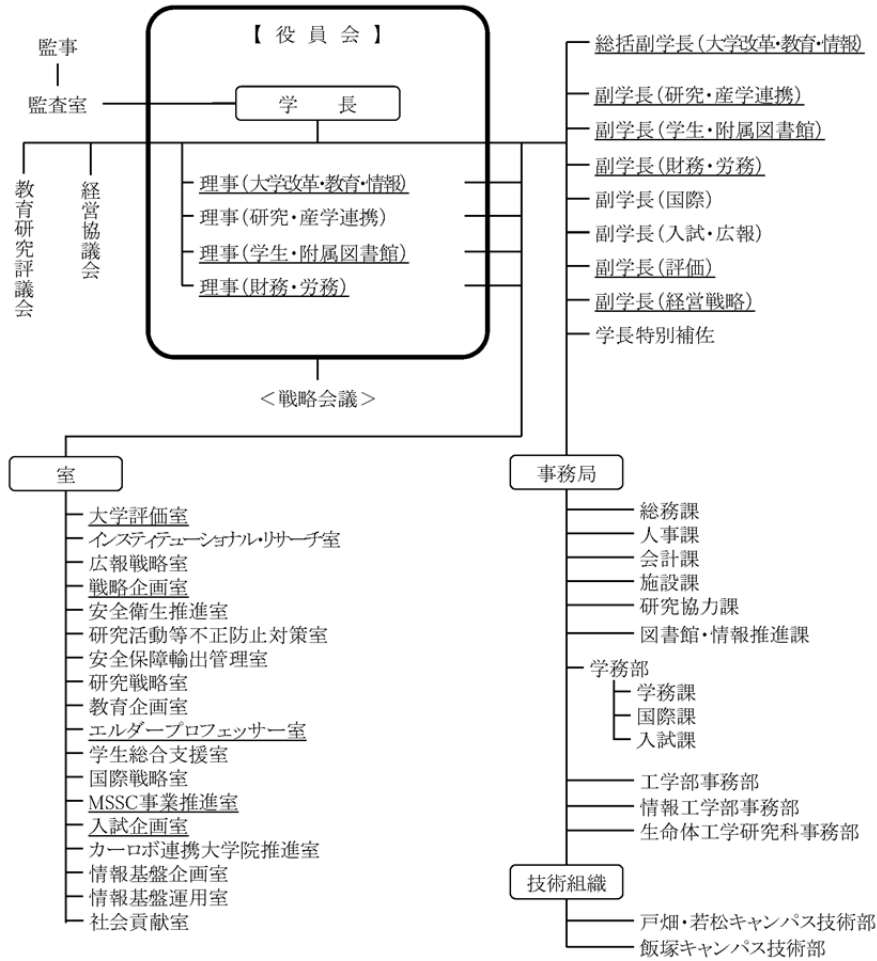 【 役 員 会 】
監事
監査室
学 長
教育研究評議会
経営協議会
理事(大学改革・教育・情報)
理事(研究・産学連携)
理事(学生・附属図書館)
理事(財務・労務)
<戦略会議>
総括副学長(大学改革・教育・情報)
副学長(研究・産学連携)
副学長(学生・附属図書館)
副学長(財務・労務)
副学長(国際)
副学長(入試・広報)
副学長(評価)
副学長(経営戦略)
学長特別補佐
室
大学評価室
インスティテューショナル・リサーチ室
広報戦略室
戦略企画室
安全衛生推進室
研究活動等不正防止対策室
安全保障輸出管理室
研究戦略室
教育企画室
エルダープロフェッサー室
学生総合支援室
国際戦略室
MSSC事業推進室
入試企画室
カーロボ連携大学院推進室
情報基盤企画室
情報基盤運用室
社会貢献室
事務局
総務課
人事課
会計課
施設課
研究協力課
図書館・情報推進課
学務部
学務課
国際課
入試課
工学部事務部
情報工学部事務部
生命体工学研究科事務部
技術組織
戸畑・若松キャンパス技術部
飯塚キャンパス技術部